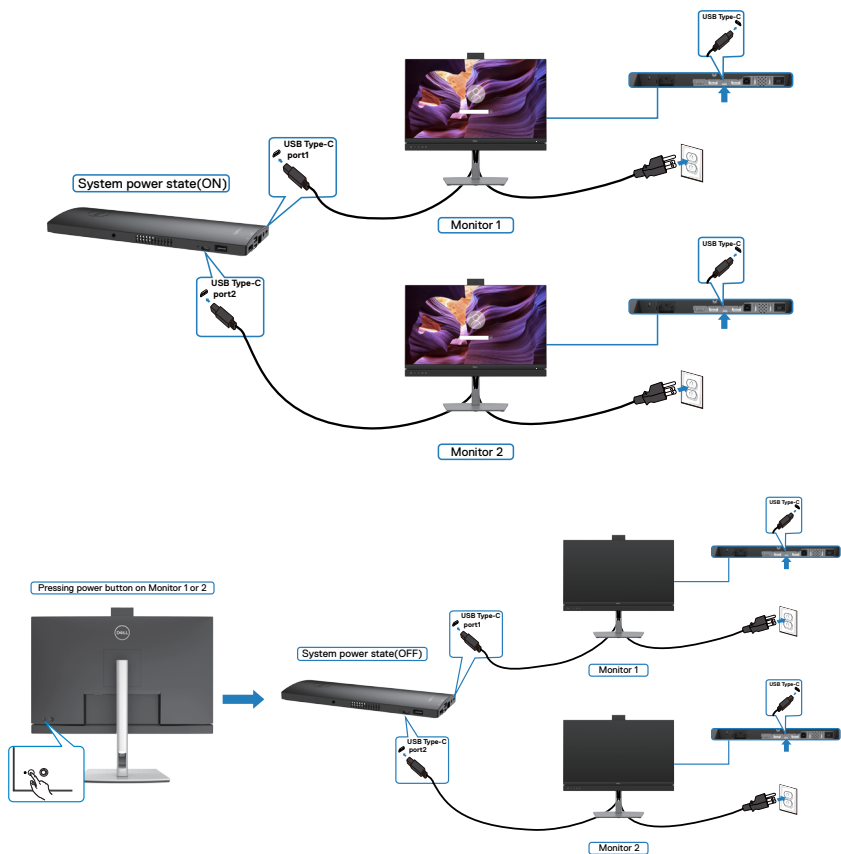 USB Type-C
USB Type-C
port1
System power state(ON)
Monitor 1
USB Type-C
USB Type-C
port2
Monitor 2
USB Type-C
Pressing power button on Monitor 1 or 2
USB Type-C
port1
DELL
System power state(OFF)
Monitor 1
USB Type-C
USB Type-C
port2
Monitor 2